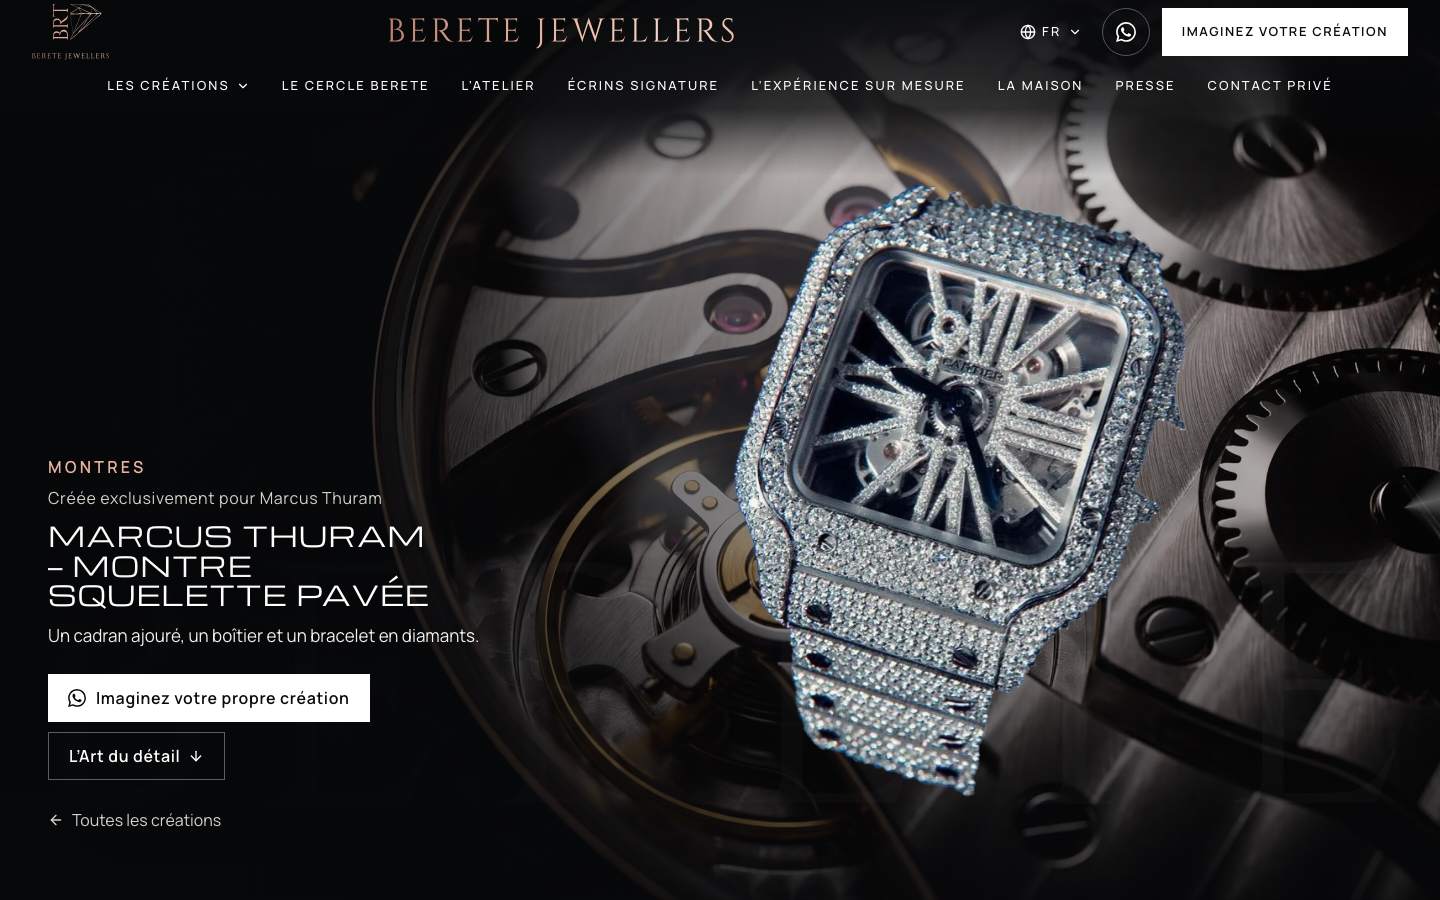 BRT
BERETE JEWELLERS
BERETE JEWELLERS
FR
IMAGINEZ VOTRE CRÉATION
LES CRÉATIONS
LE CERCLE BERETE
L'ATELIER
ÉCRINS SIGNATURE
L'EXPÉRIENCE SUR MESURE
LA MAISON
PRESSE
CONTACT PRIVÉ
CARTIER
MONTRES
Créée exclusivement pour Marcus Thuram
MARCUS THURAM
– MONTRE
SQUELETTE PAVÉE
Un cadran ajouré, un boîtier et un bracelet en diamants.
Imaginez votre propre création
L'Art du détail ↓
← Toutes les créations